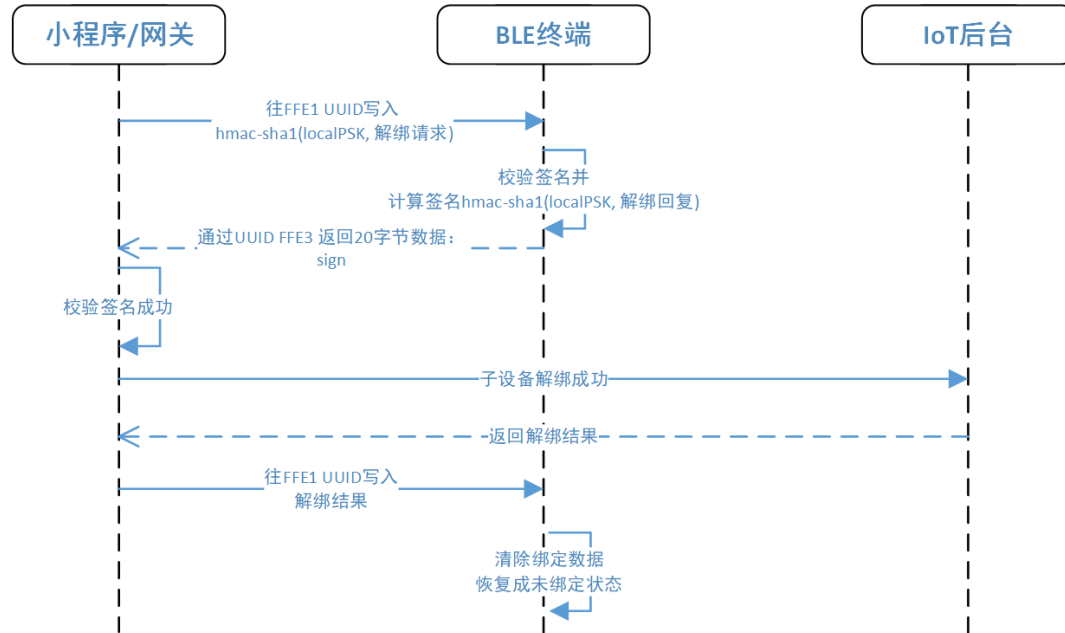 小程序/网关
BLE终端
IoT后台
往FFE1 UUID写入
hmac-sha1(localPSK, 解绑请求)
校验签名并
计算签名hmac-sha1(localPSK, 解绑回复)
通过UUID FFE3 返回20字节数据：
sign
校验签名成功
子设备解绑成功
返回解绑结果
往FFE1 UUID写入
解绑结果
清除绑定数据
恢复成未绑定状态